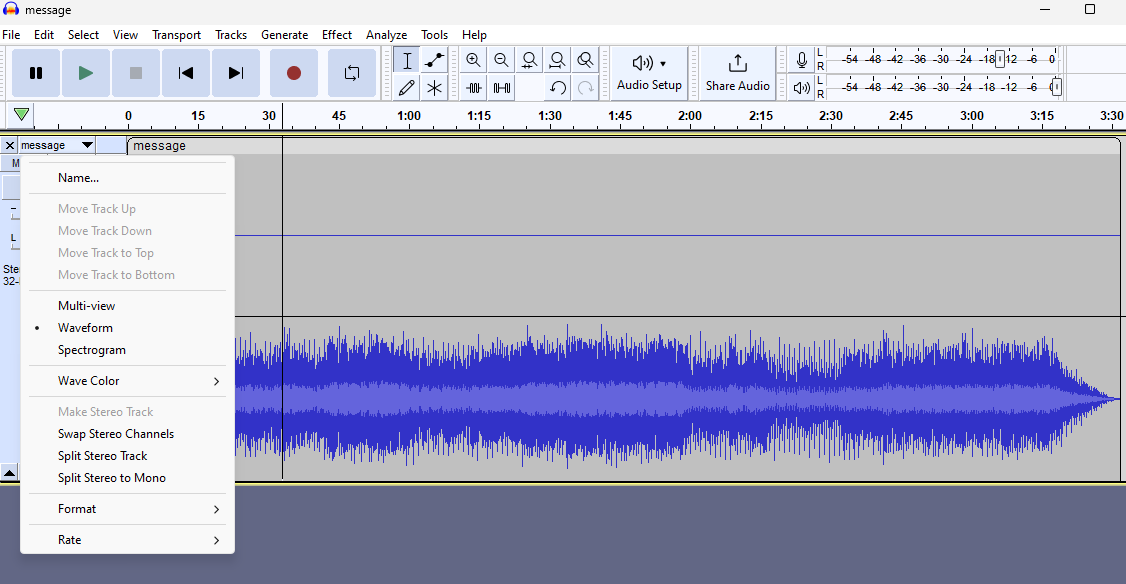 message
File Edit Select View Transport Tracks Generate Effect Analyze Tools Help
Audio Setup
Share Audio
L
R
-54 -48 -42 -36 -30 -24 -18 -12 -6 0
L
R
-54 -48 -42 -36 -30 -24 -18 -12 -6 0
0 15 30 45 1:00 1:15 1:30 1:45 2:00 2:15 2:30 2:45 3:00 3:15 3:30
message
message
M
Name...
Move Track Up
Move Track Down
L
Move Track to Top
Ste
Move Track to Bottom
32-
Multi-view
Waveform
Spectrogram
Wave Color
Make Stereo Track
Swap Stereo Channels
Split Stereo Track
Split Stereo to Mono
Format
Rate